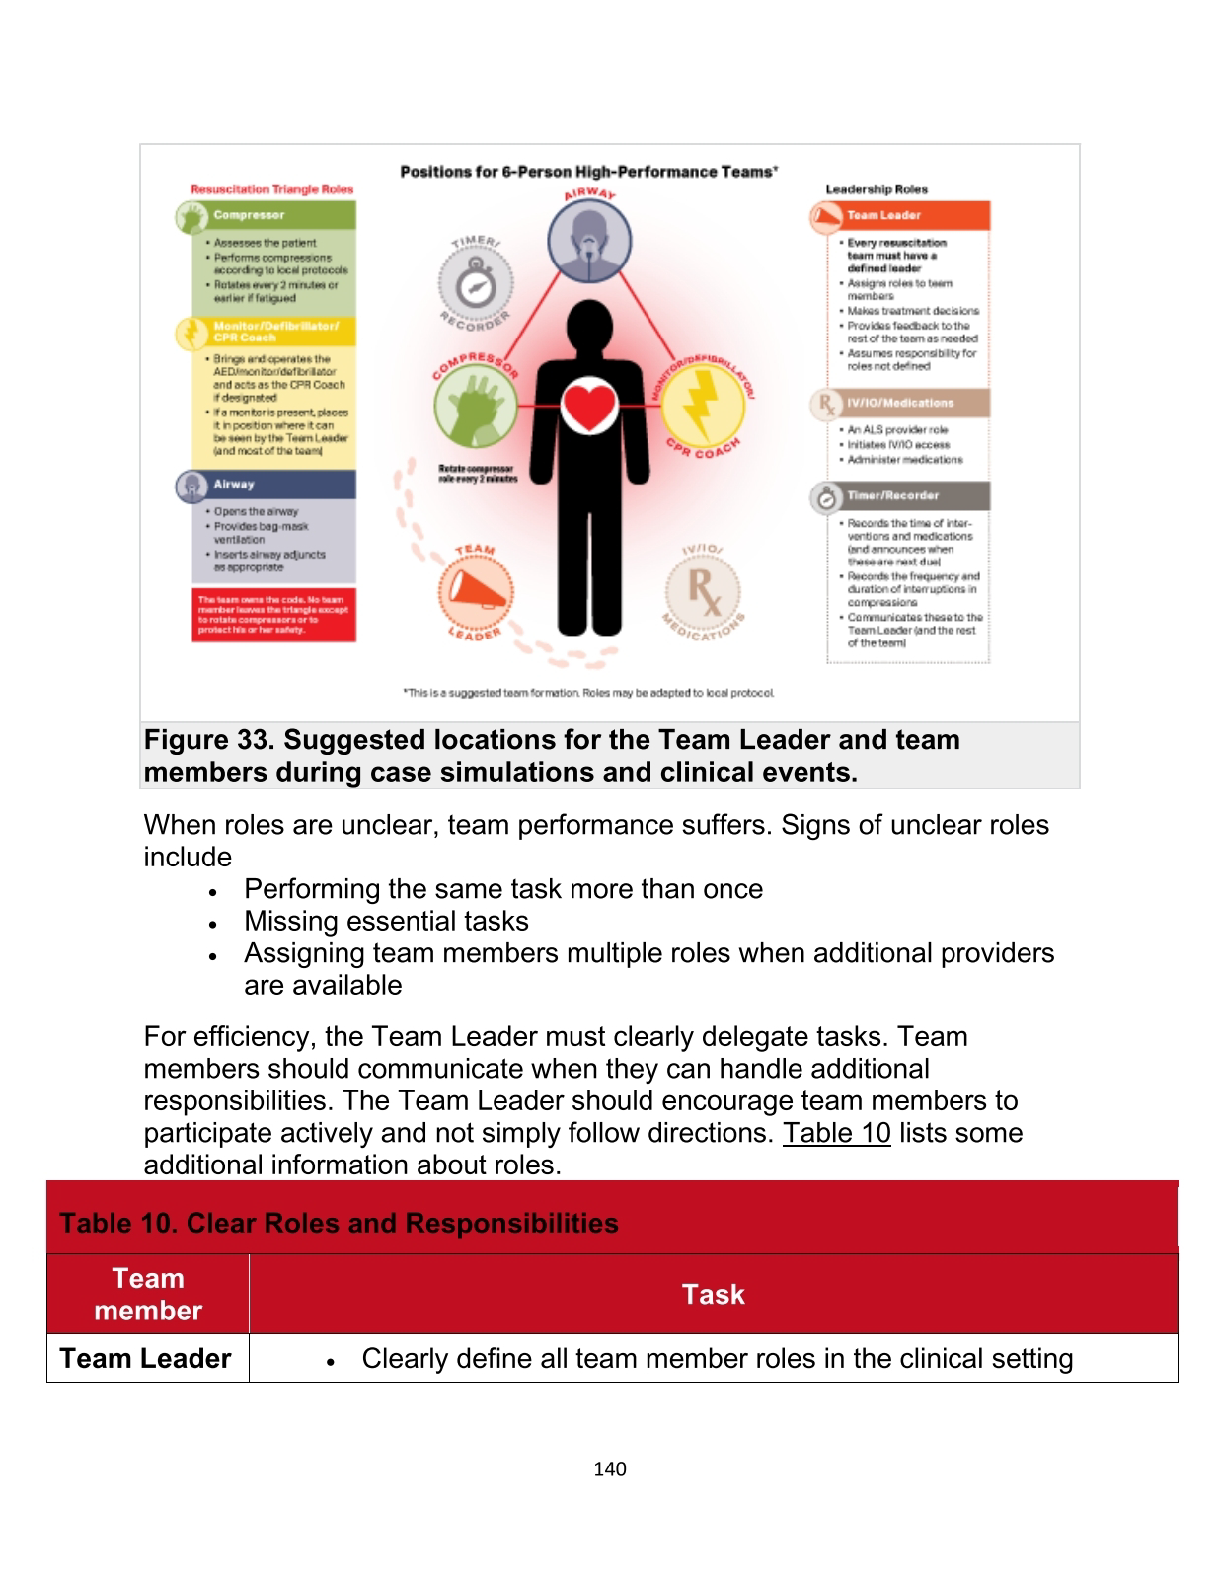 Positions for 6-Person High-Performance Teams*
Resuscitation Triangle Roles
Compressor
• Assesses the patient
• Performs compressions
according to local protocols
• Rotates every 2 minutes or
earlier if fatigued
Monitor/Defibrillator/
CPR Coach
• Brings and operates the
AED/monitor/defibrillator
and acts as the CPR Coach
if designated
• If a monitor is present, places
it in position where it can
be seen by the Team Leader
(and most of the team)
Airway
• Opens the airway
• Provides bag-mask
ventilation
• Inserts airway adjuncts
as appropriate
The team owns the code. No team
member leaves the triangle except
to rotate compressors or to
protect his or her safety.
AIRWAY
TIMER/
RECORDER
COMPRESSOR
Rotate compressor
role every 2 minutes
MONITOR/DEFIBRILLATOR/
CPR COACH
TEAM
LEADER
IV/IO/
Rx
MEDICATIONS
Leadership Roles
Team Leader
• Every resuscitation
team must have a
defined leader
• Assigns roles to team
members
• Makes treatment decisions
• Provides feedback to the
rest of the team as needed
• Assumes responsibility for
roles not defined
Rx
IV/IO/Medications
• An ALS provider role
• Initiates IV/IO access
• Administer medications
Timer/Recorder
• Records the time of inter-
ventions and medications
(and announces when
these are next due)
• Records the frequency and
duration of interruptions in
compressions
• Communicates these to the
Team Leader (and the rest
of the team)
*This is a suggested team formation. Roles may be adapted to local protocol.
Figure 33. Suggested locations for the Team Leader and team
members during case simulations and clinical events.
When roles are unclear, team performance suffers. Signs of unclear roles
include
• Performing the same task more than once
• Missing essential tasks
• Assigning team members multiple roles when additional providers
are available
For efficiency, the Team Leader must clearly delegate tasks. Team
members should communicate when they can handle additional
responsibilities. The Team Leader should encourage team members to
participate actively and not simply follow directions. Table 10 lists some
additional information about roles.
Table 10. Clear Roles and Responsibilities
Team
member
Task
Team Leader
• Clearly define all team member roles in the clinical setting
140